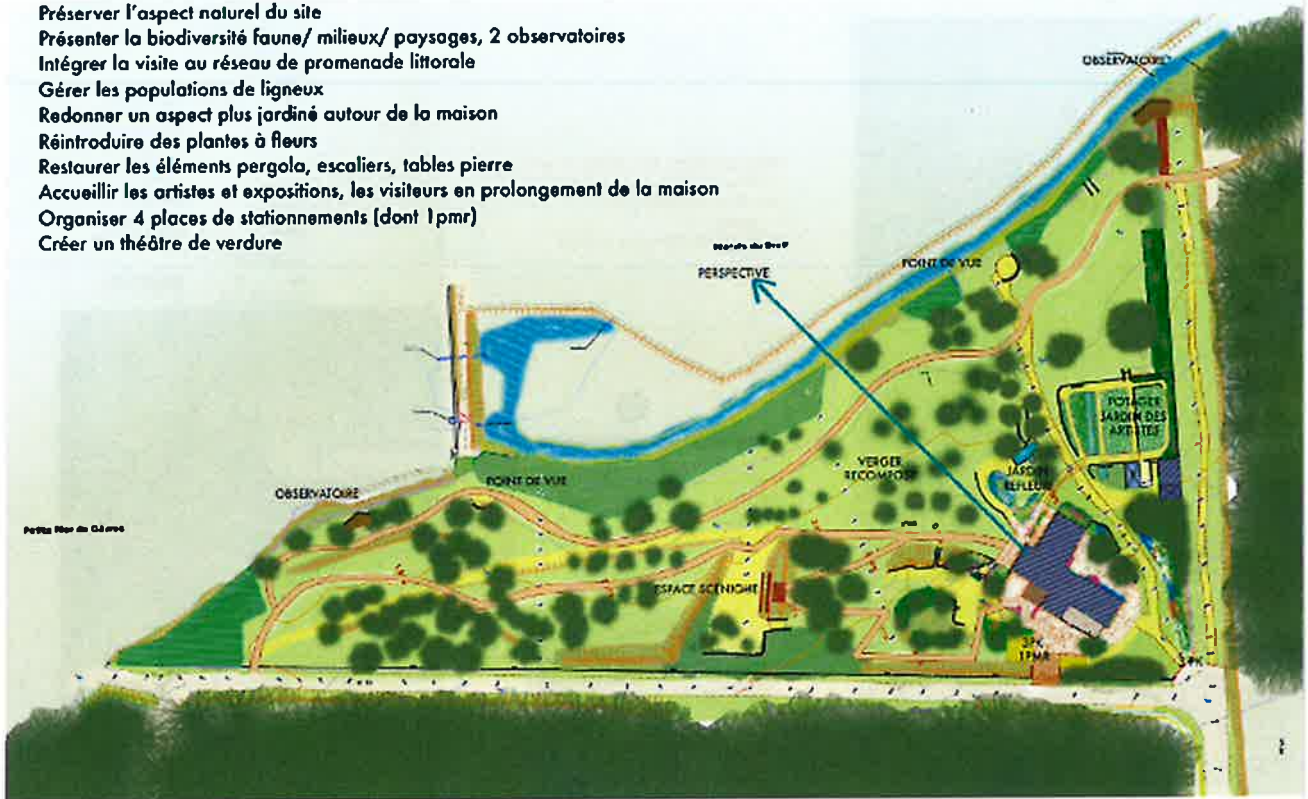 Préserver l'aspect naturel du site
Présenter la biodiversité faune/ milieux/ paysages, 2 observatoires
Intégrer la visite au réseau de promenade littorale
Gérer les populations de ligneux
Redonner un aspect plus jardiné autour de la maison
Réintroduire des plantes à fleurs
Restaurer les éléments pergola, escaliers, tables pierre
Accueillir les artistes et expositions, les visiteurs en prolongement de la maison
Organiser 4 places de stationnements (dont 1pmr)
Créer un théâtre de verdure
OBSERVATOIRE
PERSPECTIVE
POINT DE VUE
POTAGER
JARDIN DES
ARTISTES
VERGER
RECOMPOSE
JARDIN
REFLEURI
OBSERVATOIRE
POINT DE VUE
ESPACE SCENIQUE
1PMR